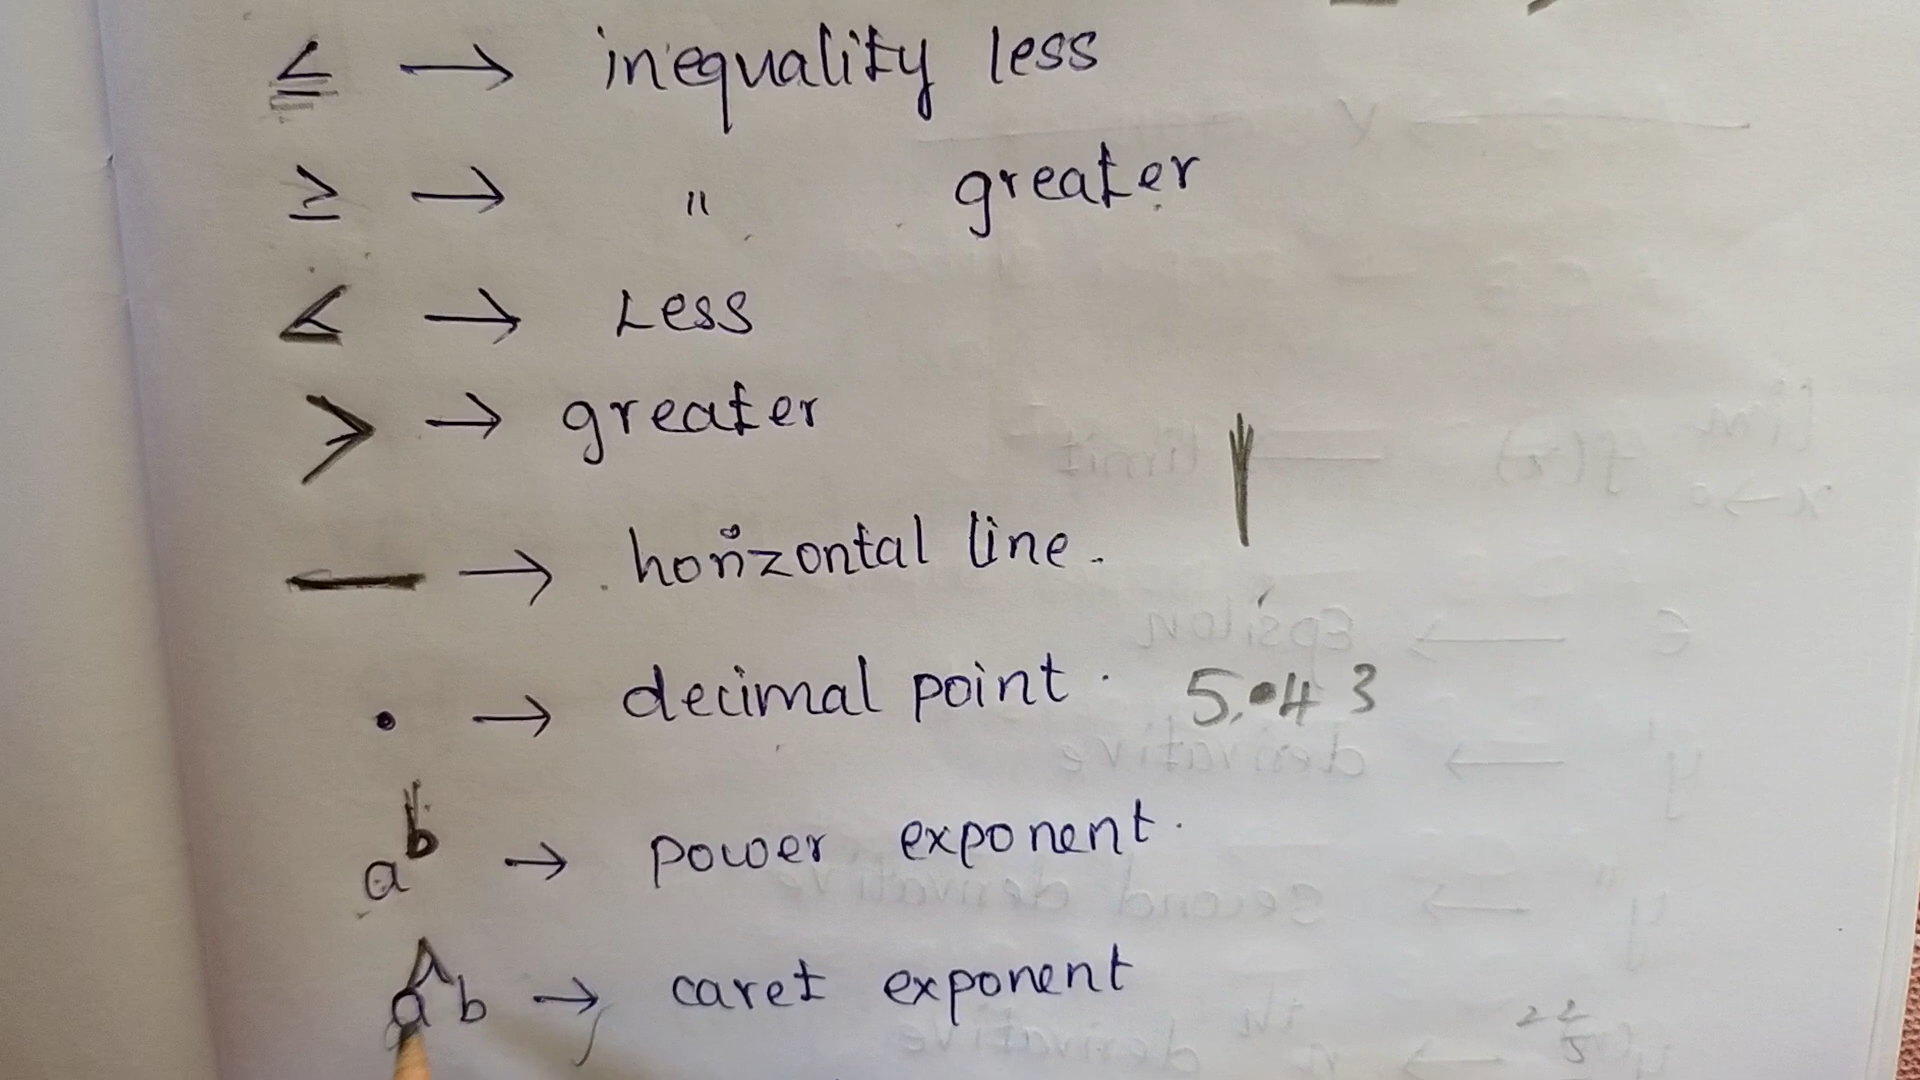 ≤ → inequality less
≥ → " greater
< → Less
> → greater
— → horizontal line.
. → decimal point. 5.43
a^b → power exponent.
a^b → caret exponent